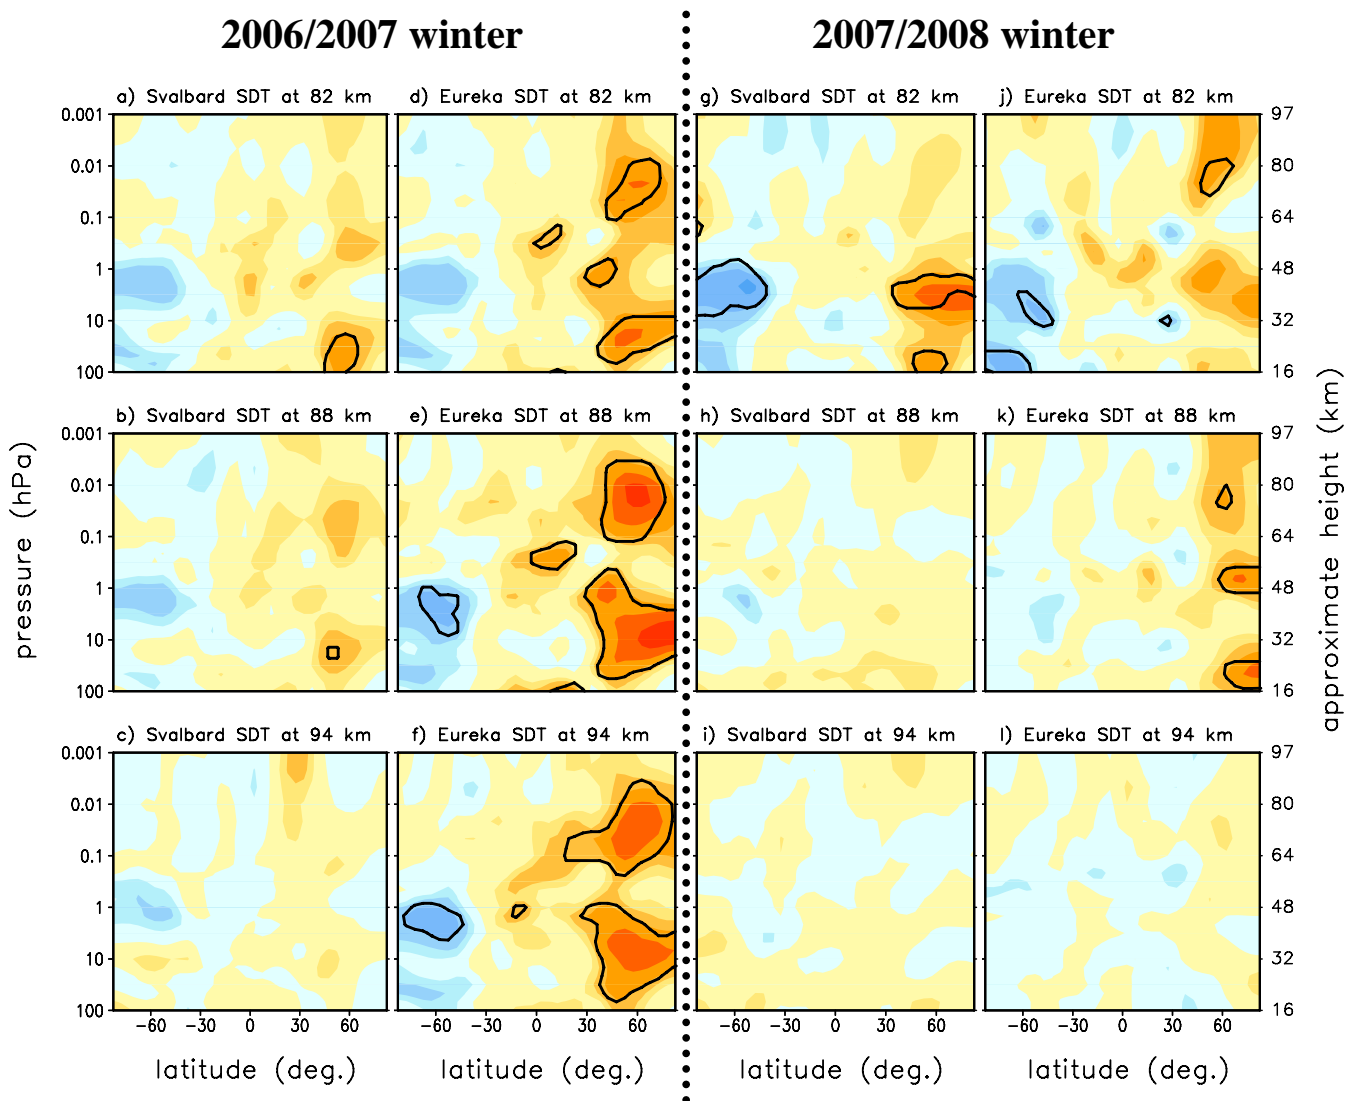 2006/2007 winter 2007/2008 winter
a) Svalbard SDT at 82 km d) Eureka SDT at 82 km g) Svalbard SDT at 82 km j) Eureka SDT at 82 km
0.001 97
0.01 80
0.1 64
1 48
10 32
100 16
b) Svalbard SDT at 88 km e) Eureka SDT at 88 km h) Svalbard SDT at 88 km k) Eureka SDT at 88 km
0.001 97
0.01 80
0.1 64
1 48
10 32
100 16
pressure (hPa)
approximate height (km)
c) Svalbard SDT at 94 km f) Eureka SDT at 94 km i) Svalbard SDT at 94 km l) Eureka SDT at 94 km
0.001 97
0.01 80
0.1 64
1 48
10 32
100 16
−60 −30 0 30 60 −60 −30 0 30 60 −60 −30 0 30 60 −60 −30 0 30 60
latitude (deg.) latitude (deg.) latitude (deg.) latitude (deg.)